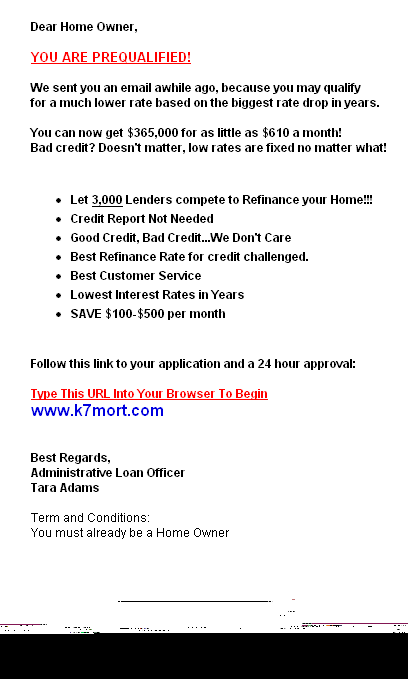 Dear Home Owner,
YOU ARE PREQUALIFIED!
We sent you an email awhile ago, because you may qualify
for a much lower rate based on the biggest rate drop in years.
You can now get $365,000 for as little as $610 a month!
Bad credit? Doesn't matter, low rates are fixed no matter what!
• Let 3,000 Lenders compete to Refinance your Home!!!
• Credit Report Not Needed
• Good Credit, Bad Credit...We Don't Care
• Best Refinance Rate for credit challenged.
• Best Customer Service
• Lowest Interest Rates in Years
• SAVE $100-$500 per month
Follow this link to your application and a 24 hour approval:
Type This URL Into Your Browser To Begin
www.k7mort.com
Best Regards,
Administrative Loan Officer
Tara Adams
Term and Conditions:
You must already be a Home Owner